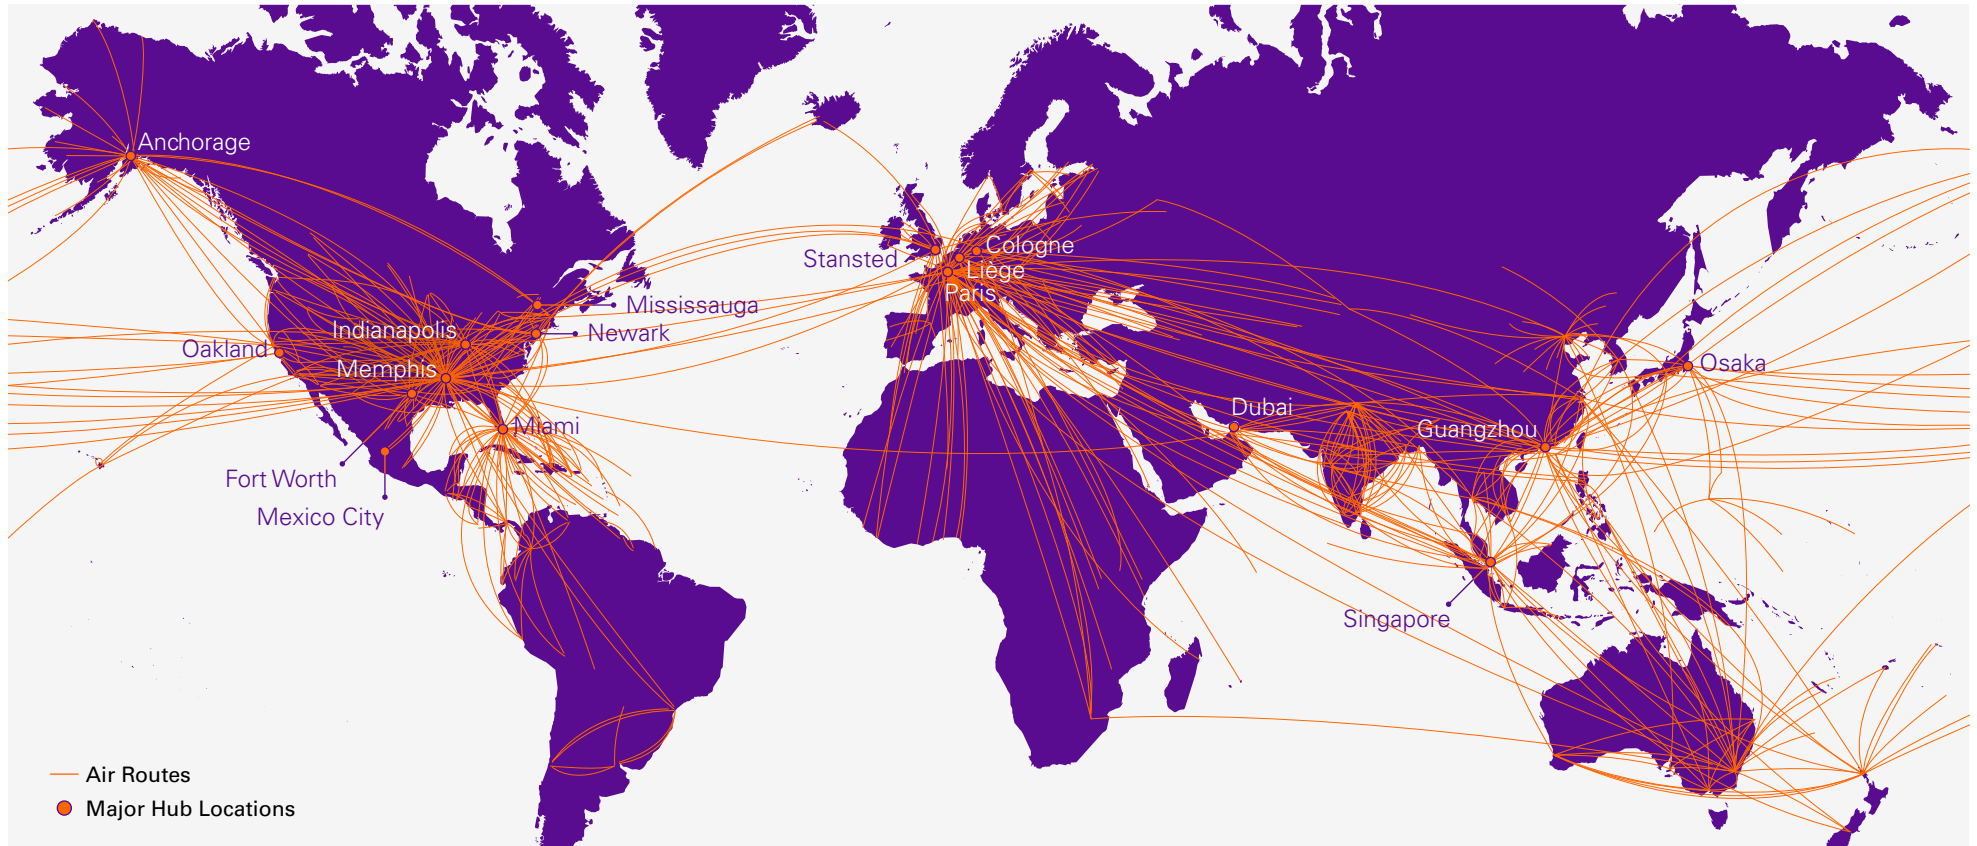 Anchorage
Cologne
Stansted
Liège
Paris
Mississauga
Newark
Indianapolis
Oakland
Memphis
Osaka
Dubai
Miami
Guangzhou
Fort Worth
Mexico City
Singapore
Air Routes
Major Hub Locations